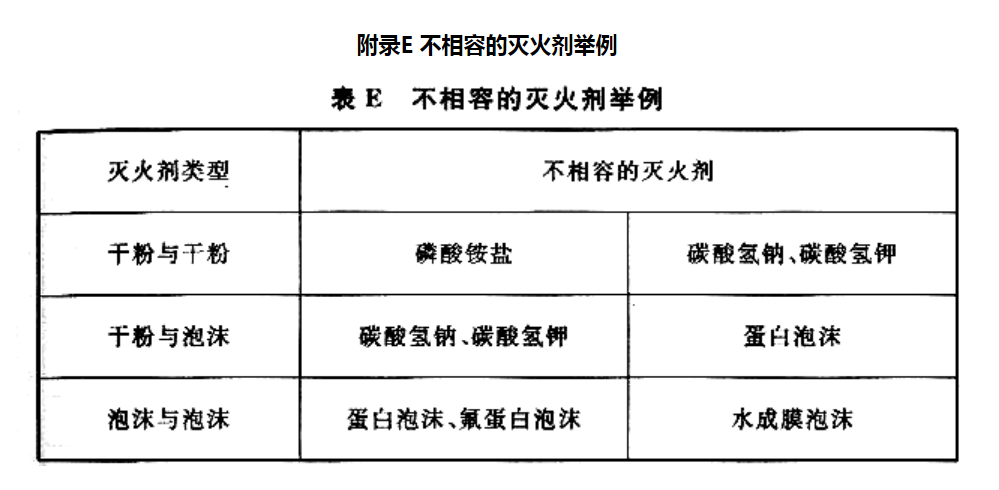 附录E 不相容的灭火剂举例
表 E 不相容的灭火剂举例
灭火剂类型 不相容的灭火剂
干粉与干粉 磷酸铵盐 碳酸氢钠、碳酸氢钾
干粉与泡沫 碳酸氢钠、碳酸氢钾 蛋白泡沫
泡沫与泡沫 蛋白泡沫、氟蛋白泡沫 水成膜泡沫